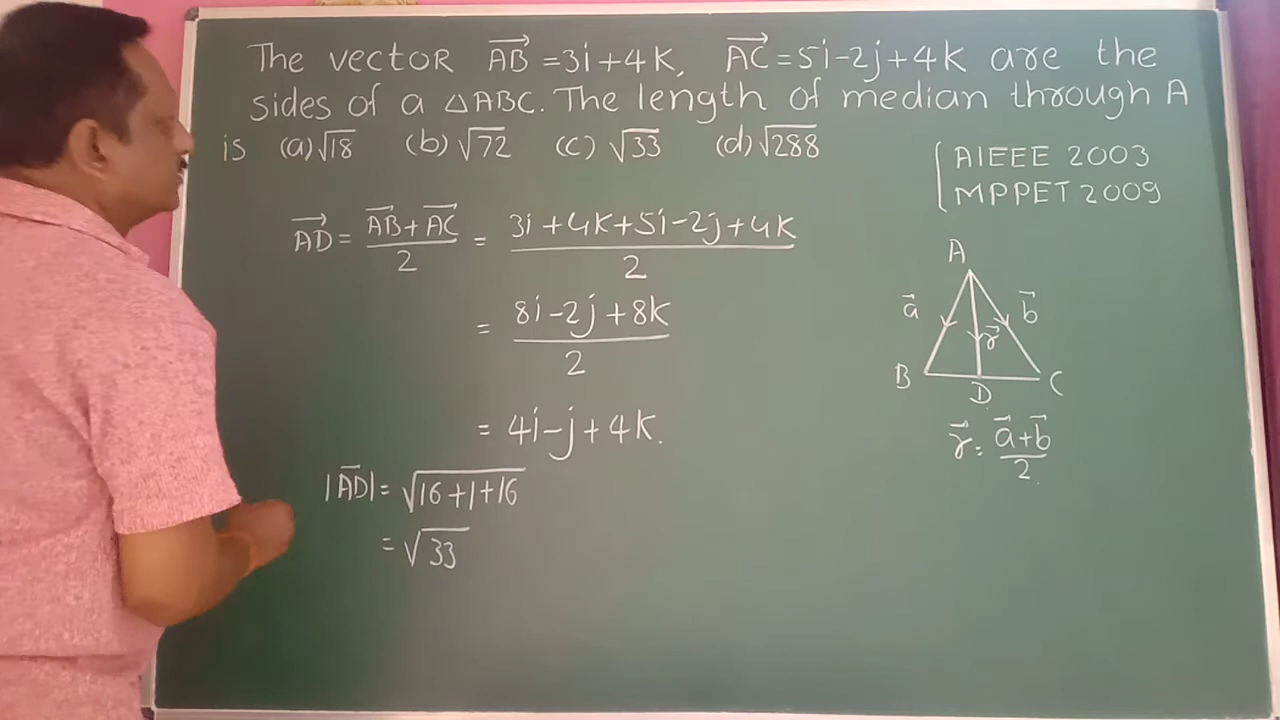 The vector AB⃗ = 3i + 4k, AC⃗ = 5i - 2j + 4k are the
sides of a △ABC. The length of median through A
is (a) √18 (b) √72 (c) √33 (d) √288
AIEEE 2003
MPPET 2009
AD⃗ = (AB⃗ + AC⃗)/2 = (3i + 4k + 5i - 2j + 4k)/2
= (8i - 2j + 8k)/2
= 4i - j + 4k.
|AD⃗| = √(16 + 1 + 16)
= √33
A
a⃗ b⃗
r⃗
B D C
r⃗ = (a⃗ + b⃗)/2.